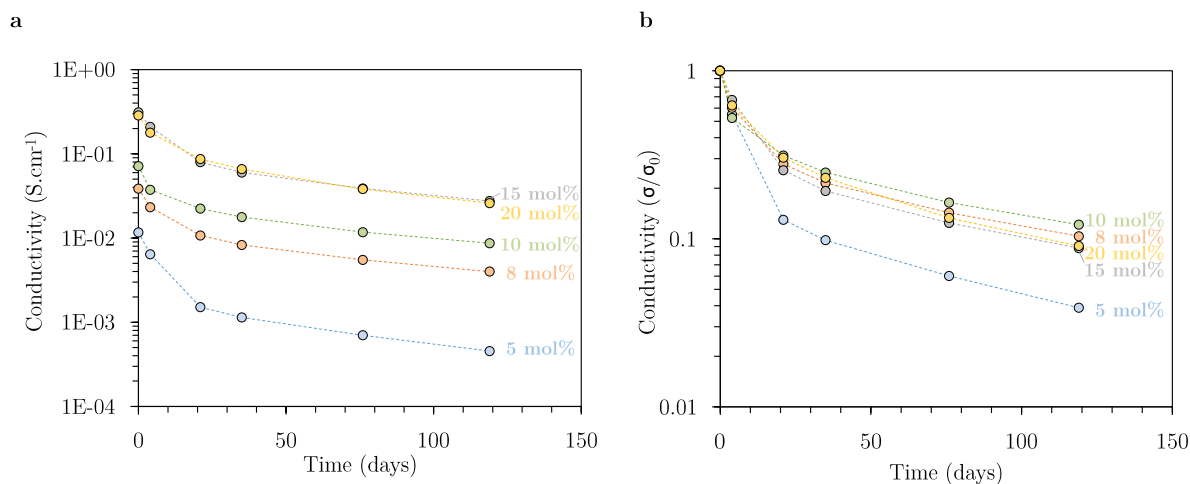 a
1E+00
1E-01
1E-02
1E-03
1E-04
Conductivity (S.cm⁻¹)
15 mol%
20 mol%
10 mol%
8 mol%
5 mol%
0
50
100
150
Time (days)
b
1
0.1
0.01
Conductivity (σ/σ₀)
10 mol%
8 mol%
20 mol%
15 mol%
5 mol%
0
50
100
150
Time (days)